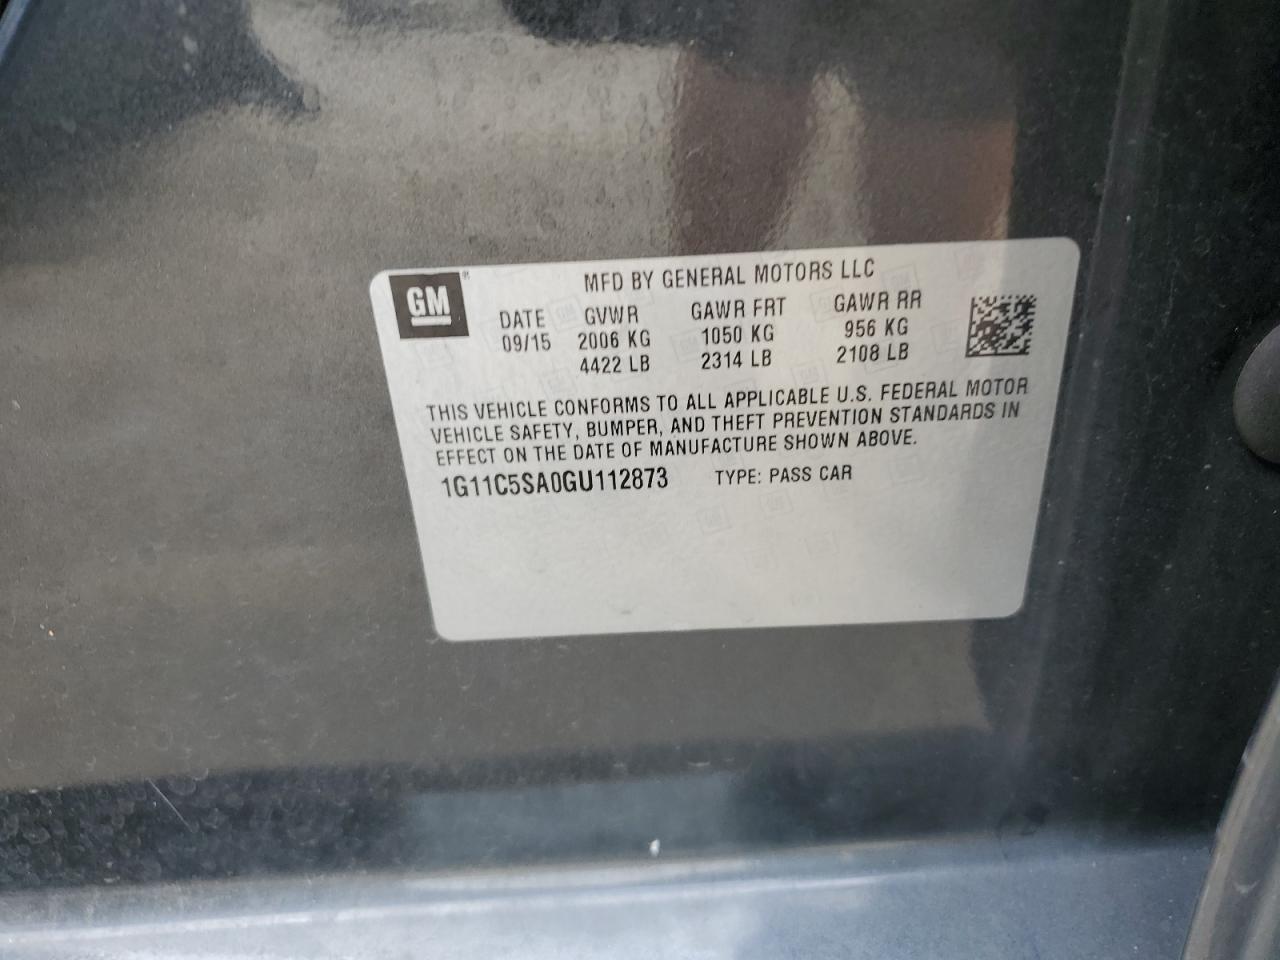 GM
MFD BY GENERAL MOTORS LLC
DATE GVWR GAWR FRT GAWR RR
09/15 2006 KG 1050 KG 956 KG
4422 LB 2314 LB 2108 LB
THIS VEHICLE CONFORMS TO ALL APPLICABLE U.S. FEDERAL MOTOR
VEHICLE SAFETY, BUMPER, AND THEFT PREVENTION STANDARDS IN
EFFECT ON THE DATE OF MANUFACTURE SHOWN ABOVE.
1G11C5SA0GU112873 TYPE: PASS CAR